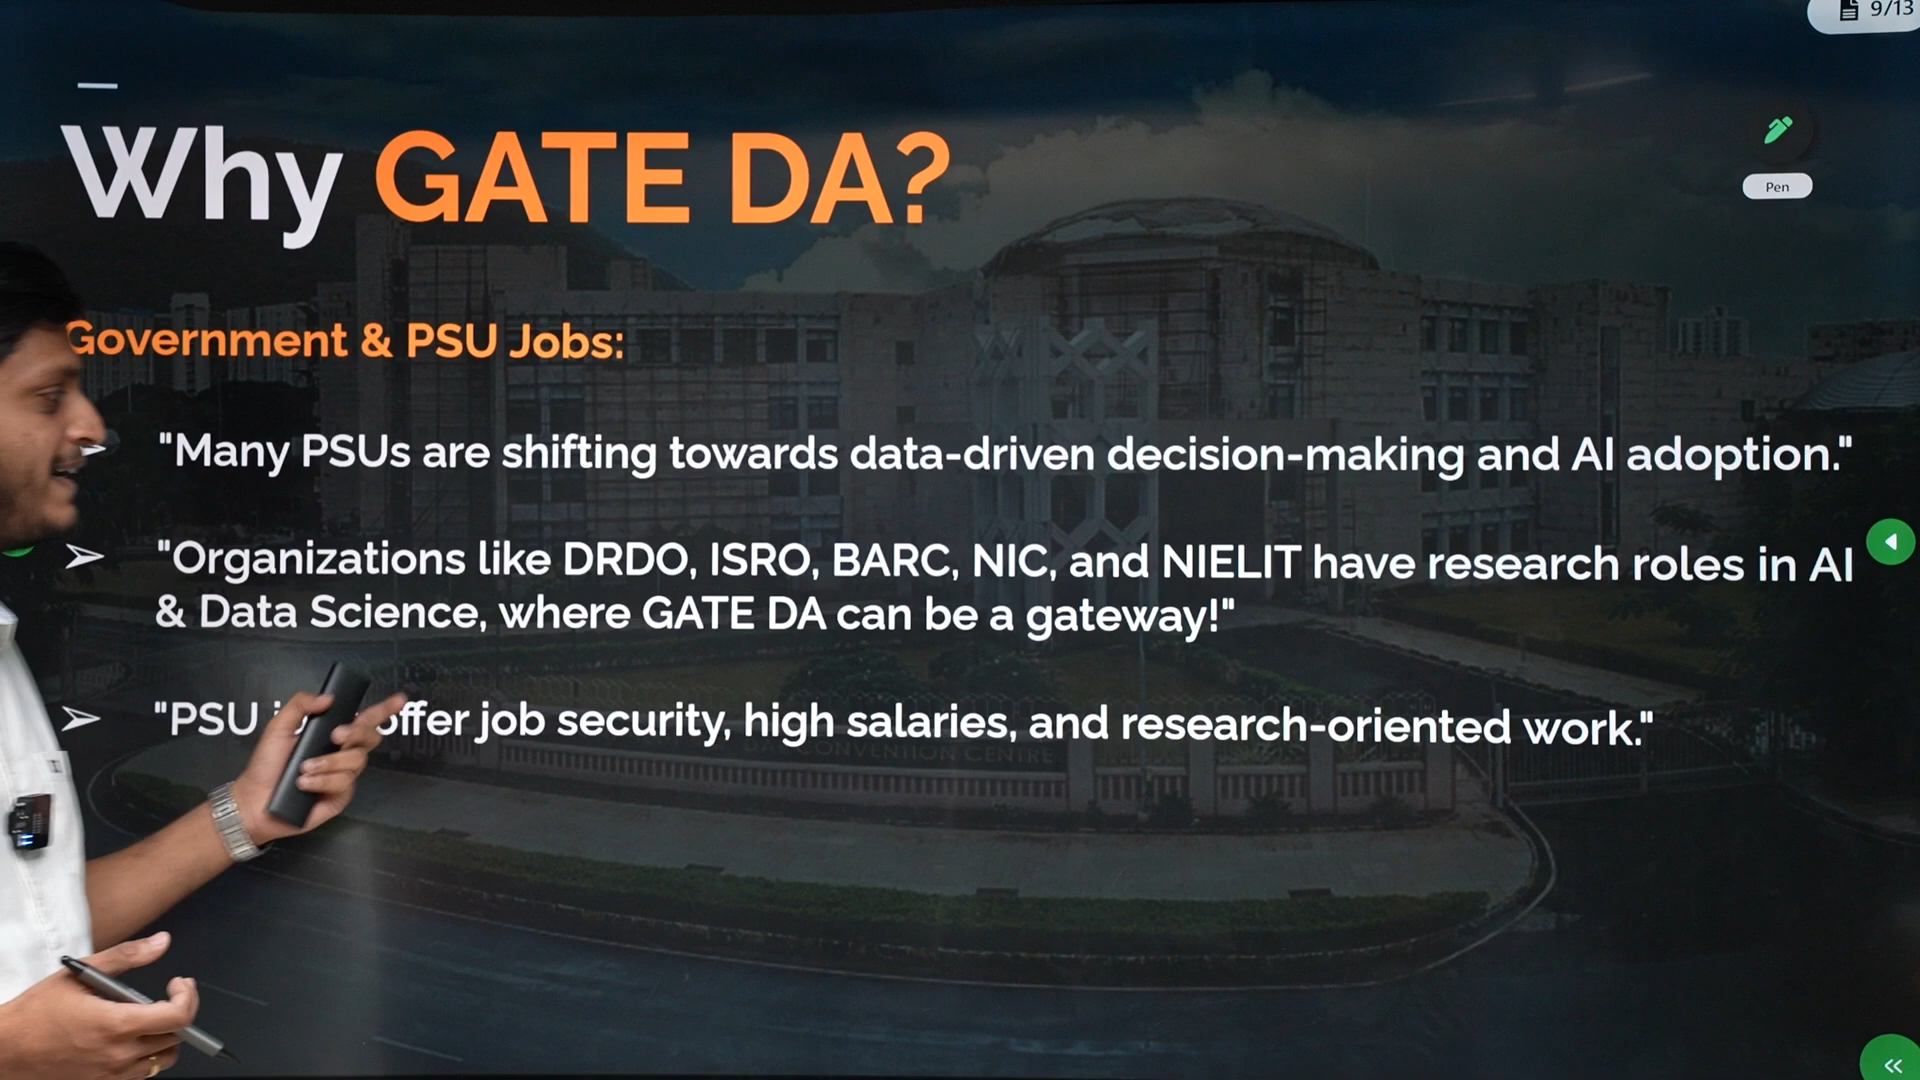 9/13
Why GATE DA?
Pen
Government & PSU Jobs:
"Many PSUs are shifting towards data-driven decision-making and AI adoption."
"Organizations like DRDO, ISRO, BARC, NIC, and NIELIT have research roles in AI
& Data Science, where GATE DA can be a gateway!"
"PSU offer job security, high salaries, and research-oriented work."
CONVENTION CENTRE